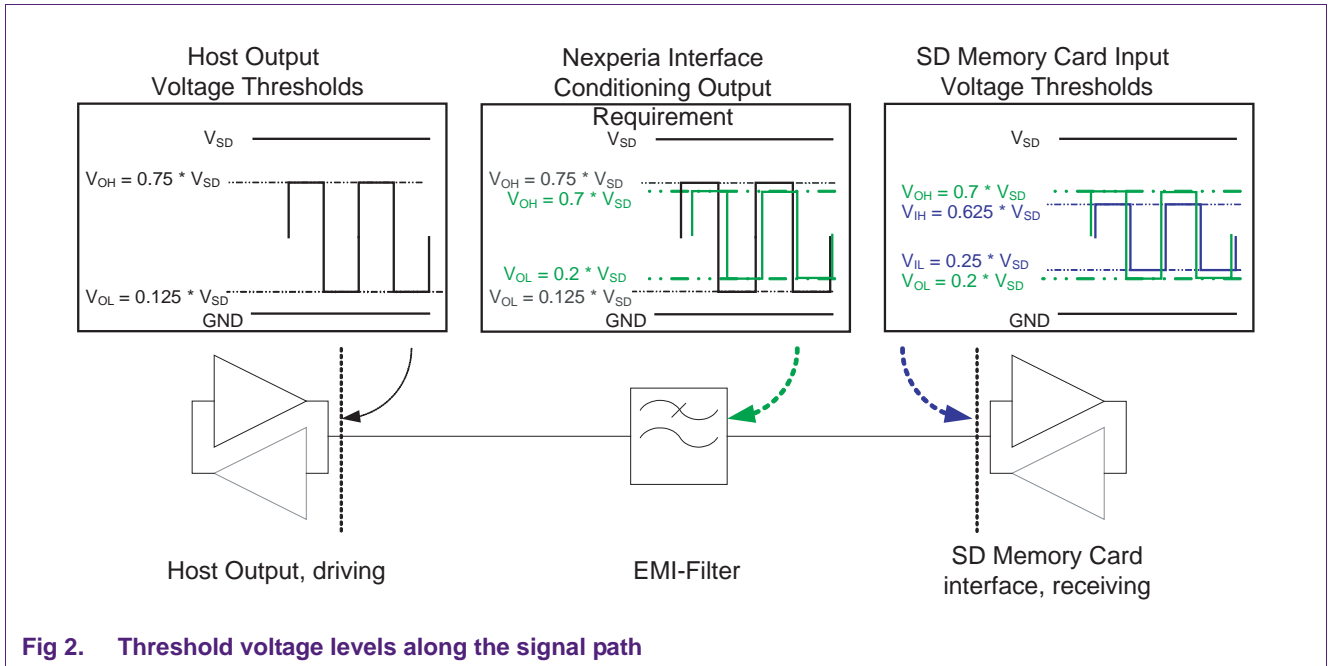 Host Output
Voltage Thresholds
V_SD
V_OH = 0.75 * V_SD
V_OL = 0.125 * V_SD
GND
Nexperia Interface
Conditioning Output
Requirement
V_SD
V_OH = 0.75 * V_SD
V_OH = 0.7 * V_SD
V_OL = 0.2 * V_SD
V_OL = 0.125 * V_SD
GND
SD Memory Card Input
Voltage Thresholds
V_SD
V_OH = 0.7 * V_SD
V_IH = 0.625 * V_SD
V_IL = 0.25 * V_SD
V_OL = 0.2 * V_SD
GND
Host Output, driving
EMI-Filter
SD Memory Card
interface, receiving
Fig 2. Threshold voltage levels along the signal path